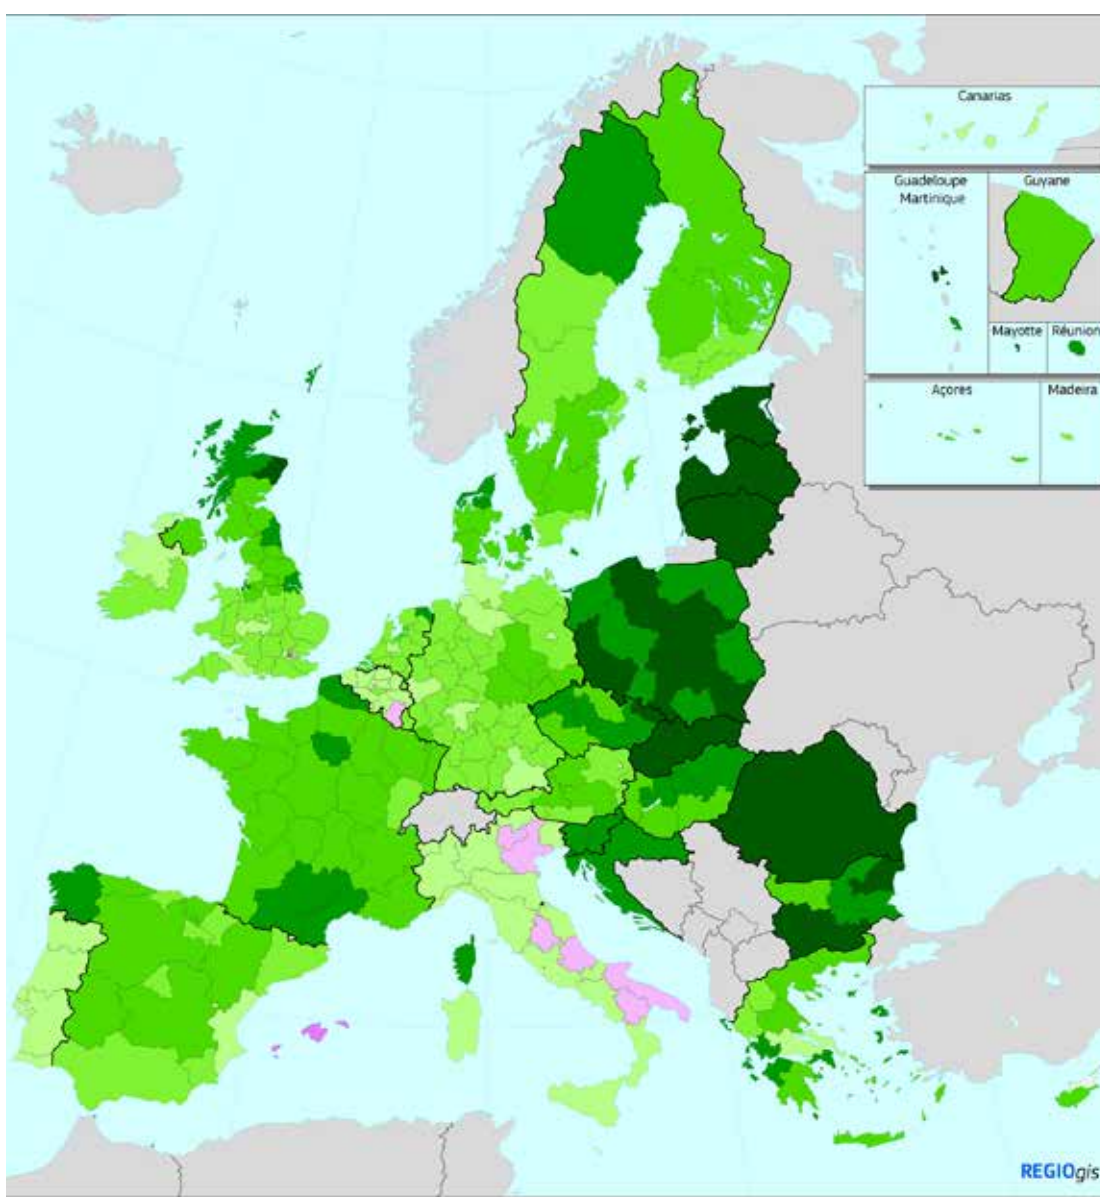 Canarias
Guadeloupe
Martinique
Guyane
Mayotte
Réunion
Açores
Madeira
REGIOgis